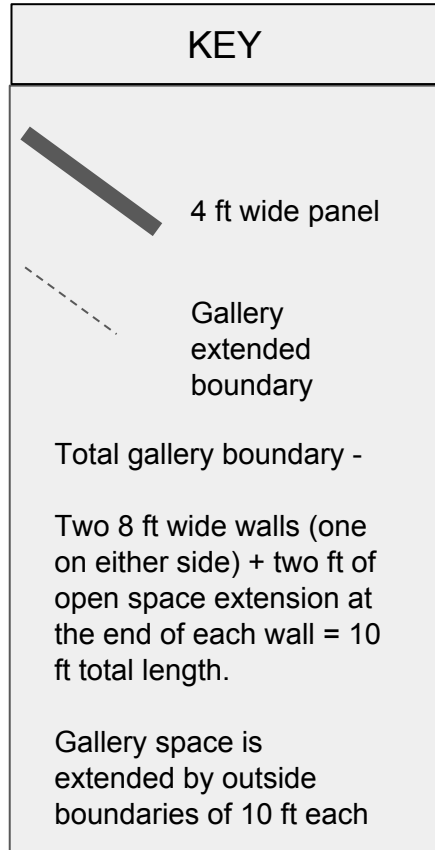 KEY
4 ft wide panel
Gallery
extended
boundary
Total gallery boundary -
Two 8 ft wide walls (one
on either side) + two ft of
open space extension at
the end of each wall = 10
ft total length.
Gallery space is
extended by outside
boundaries of 10 ft each